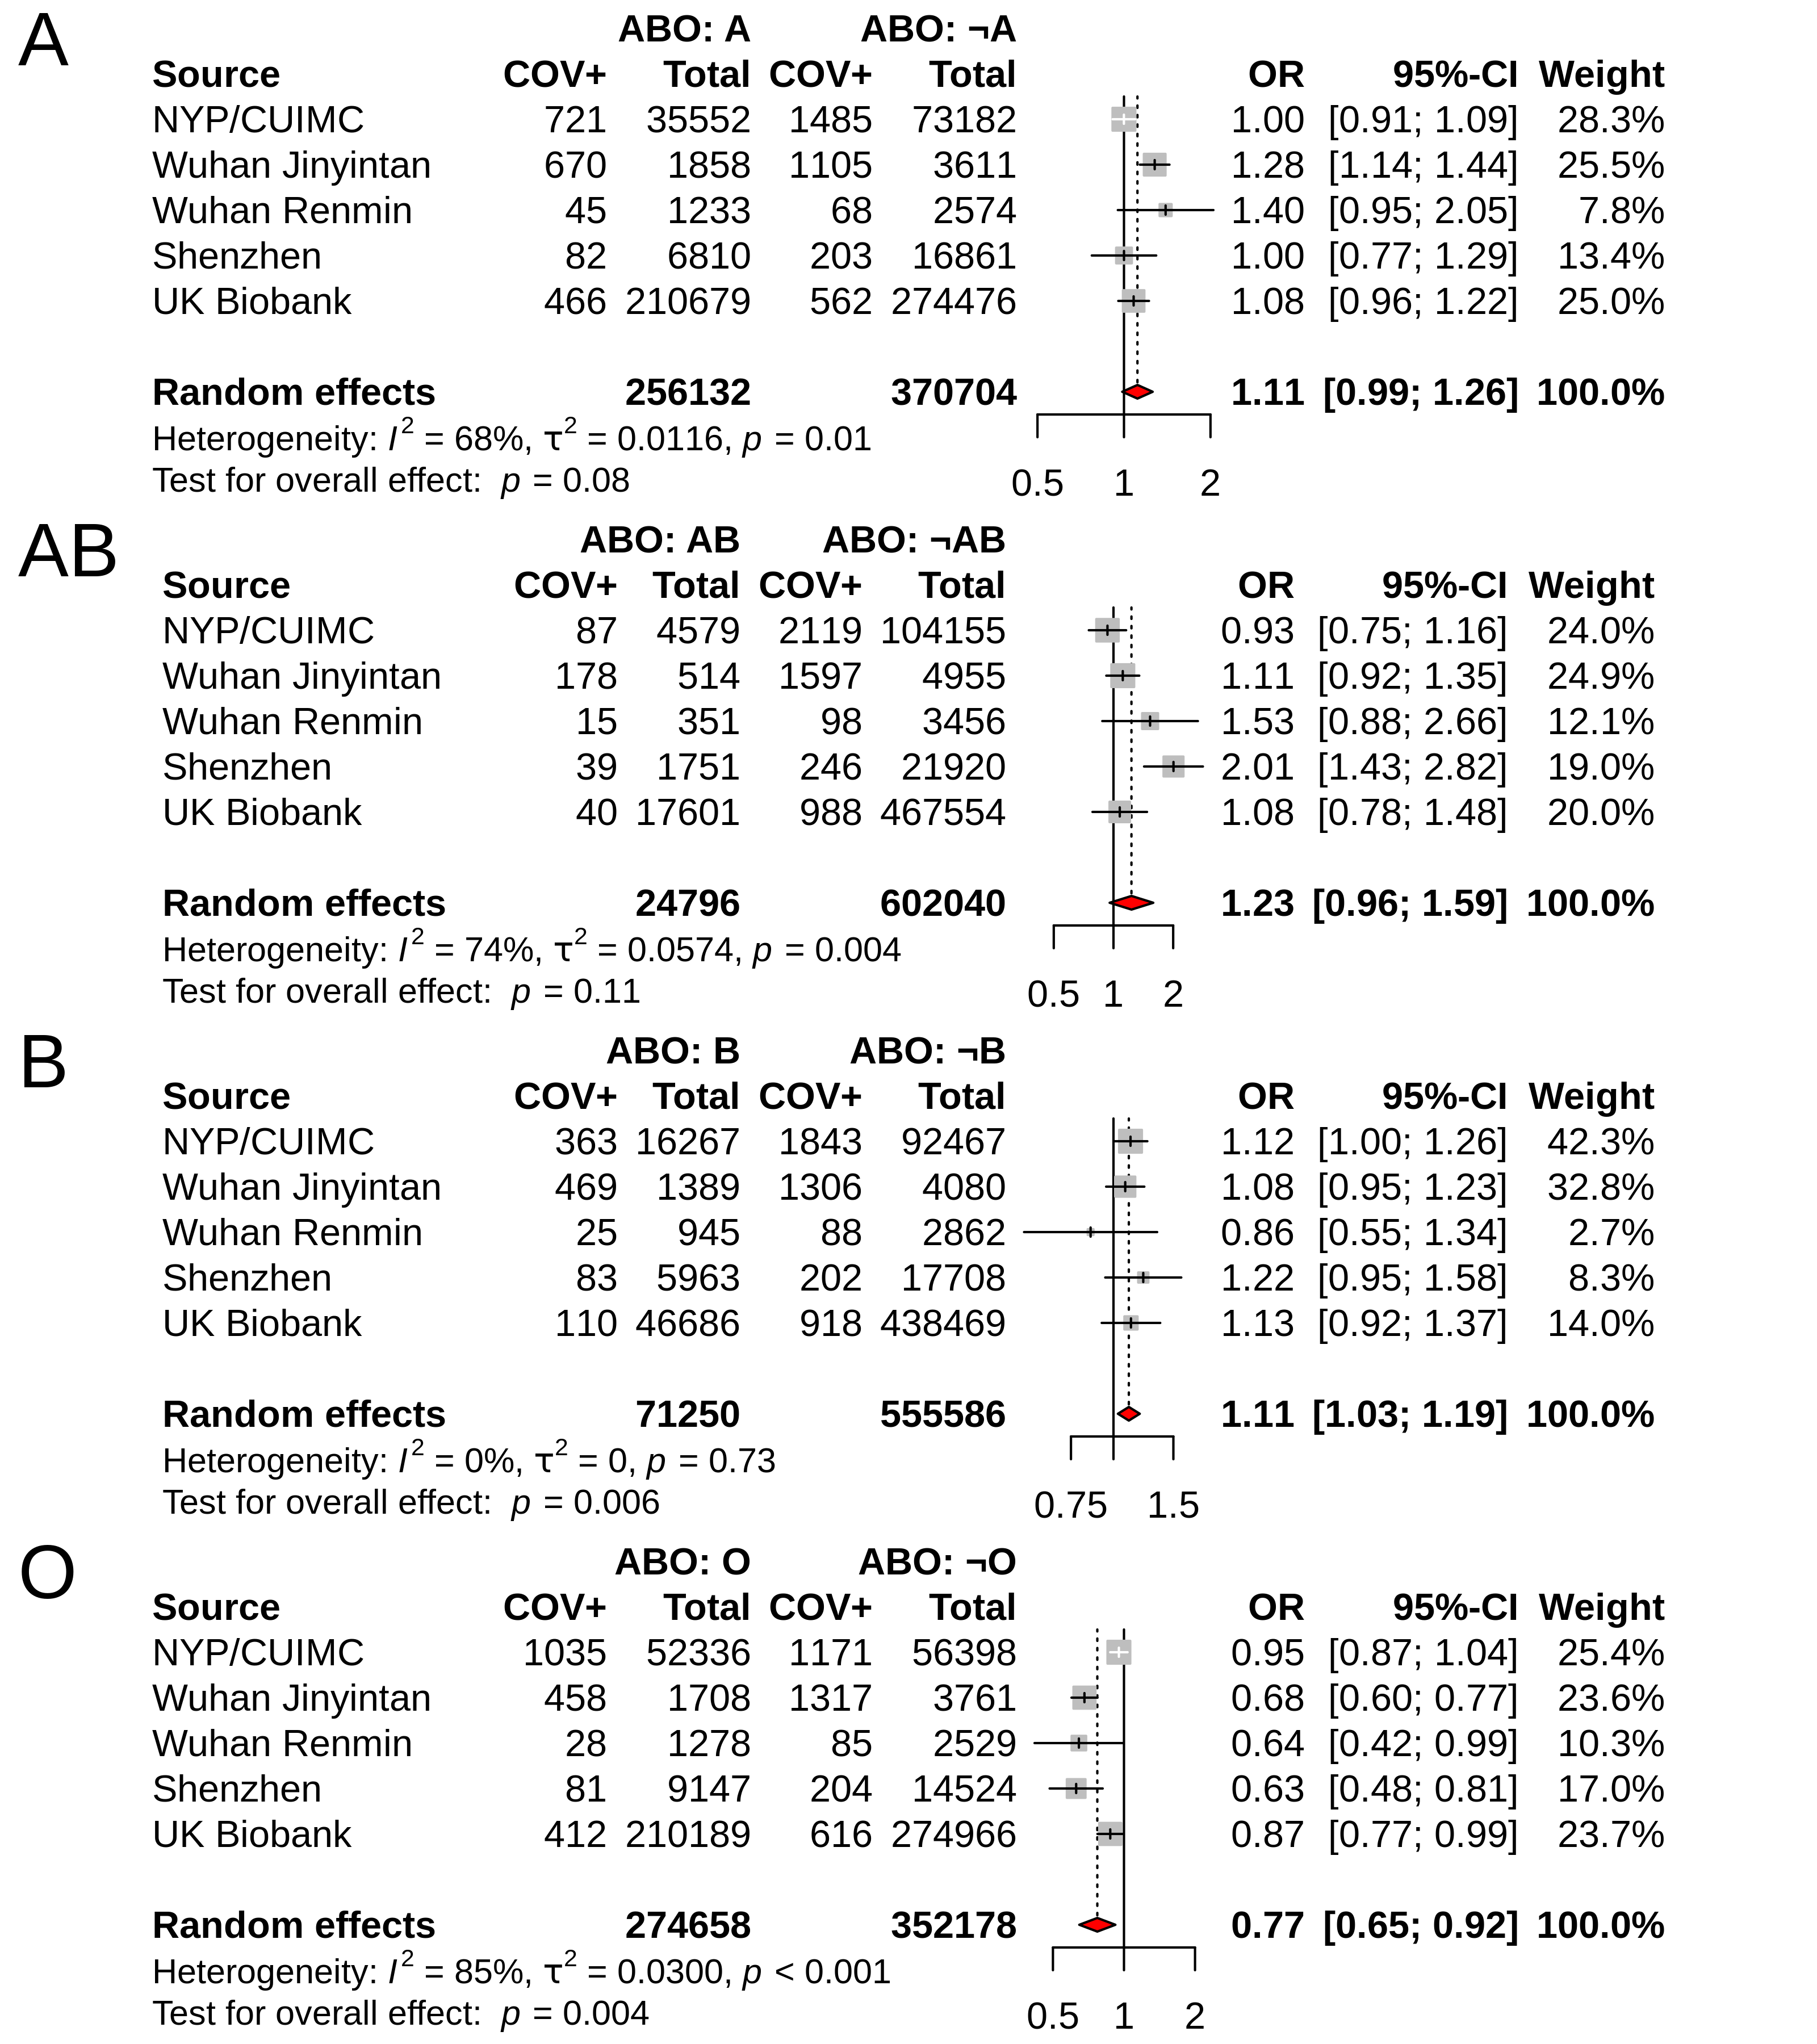 A
ABO: A ABO: ¬A
Source COV+ Total COV+ Total OR 95%-CI Weight
NYP/CUIMC 721 35552 1485 73182 1.00 [0.91; 1.09] 28.3%
Wuhan Jinyintan 670 1858 1105 3611 1.28 [1.14; 1.44] 25.5%
Wuhan Renmin 45 1233 68 2574 1.40 [0.95; 2.05] 7.8%
Shenzhen 82 6810 203 16861 1.00 [0.77; 1.29] 13.4%
UK Biobank 466 210679 562 274476 1.08 [0.96; 1.22] 25.0%
Random effects 256132 370704 1.11 [0.99; 1.26] 100.0%
Heterogeneity: I² = 68%, τ² = 0.0116, p = 0.01
Test for overall effect: p = 0.08
0.5 1 2
AB
ABO: AB ABO: ¬AB
Source COV+ Total COV+ Total OR 95%-CI Weight
NYP/CUIMC 87 4579 2119 104155 0.93 [0.75; 1.16] 24.0%
Wuhan Jinyintan 178 514 1597 4955 1.11 [0.92; 1.35] 24.9%
Wuhan Renmin 15 351 98 3456 1.53 [0.88; 2.66] 12.1%
Shenzhen 39 1751 246 21920 2.01 [1.43; 2.82] 19.0%
UK Biobank 40 17601 988 467554 1.08 [0.78; 1.48] 20.0%
Random effects 24796 602040 1.23 [0.96; 1.59] 100.0%
Heterogeneity: I² = 74%, τ² = 0.0574, p = 0.004
Test for overall effect: p = 0.11
0.5 1 2
B
ABO: B ABO: ¬B
Source COV+ Total COV+ Total OR 95%-CI Weight
NYP/CUIMC 363 16267 1843 92467 1.12 [1.00; 1.26] 42.3%
Wuhan Jinyintan 469 1389 1306 4080 1.08 [0.95; 1.23] 32.8%
Wuhan Renmin 25 945 88 2862 0.86 [0.55; 1.34] 2.7%
Shenzhen 83 5963 202 17708 1.22 [0.95; 1.58] 8.3%
UK Biobank 110 46686 918 438469 1.13 [0.92; 1.37] 14.0%
Random effects 71250 555586 1.11 [1.03; 1.19] 100.0%
Heterogeneity: I² = 0%, τ² = 0, p = 0.73
Test for overall effect: p = 0.006
0.75 1.5
O
ABO: O ABO: ¬O
Source COV+ Total COV+ Total OR 95%-CI Weight
NYP/CUIMC 1035 52336 1171 56398 0.95 [0.87; 1.04] 25.4%
Wuhan Jinyintan 458 1708 1317 3761 0.68 [0.60; 0.77] 23.6%
Wuhan Renmin 28 1278 85 2529 0.64 [0.42; 0.99] 10.3%
Shenzhen 81 9147 204 14524 0.63 [0.48; 0.81] 17.0%
UK Biobank 412 210189 616 274966 0.87 [0.77; 0.99] 23.7%
Random effects 274658 352178 0.77 [0.65; 0.92] 100.0%
Heterogeneity: I² = 85%, τ² = 0.0300, p < 0.001
Test for overall effect: p = 0.004
0.5 1 2